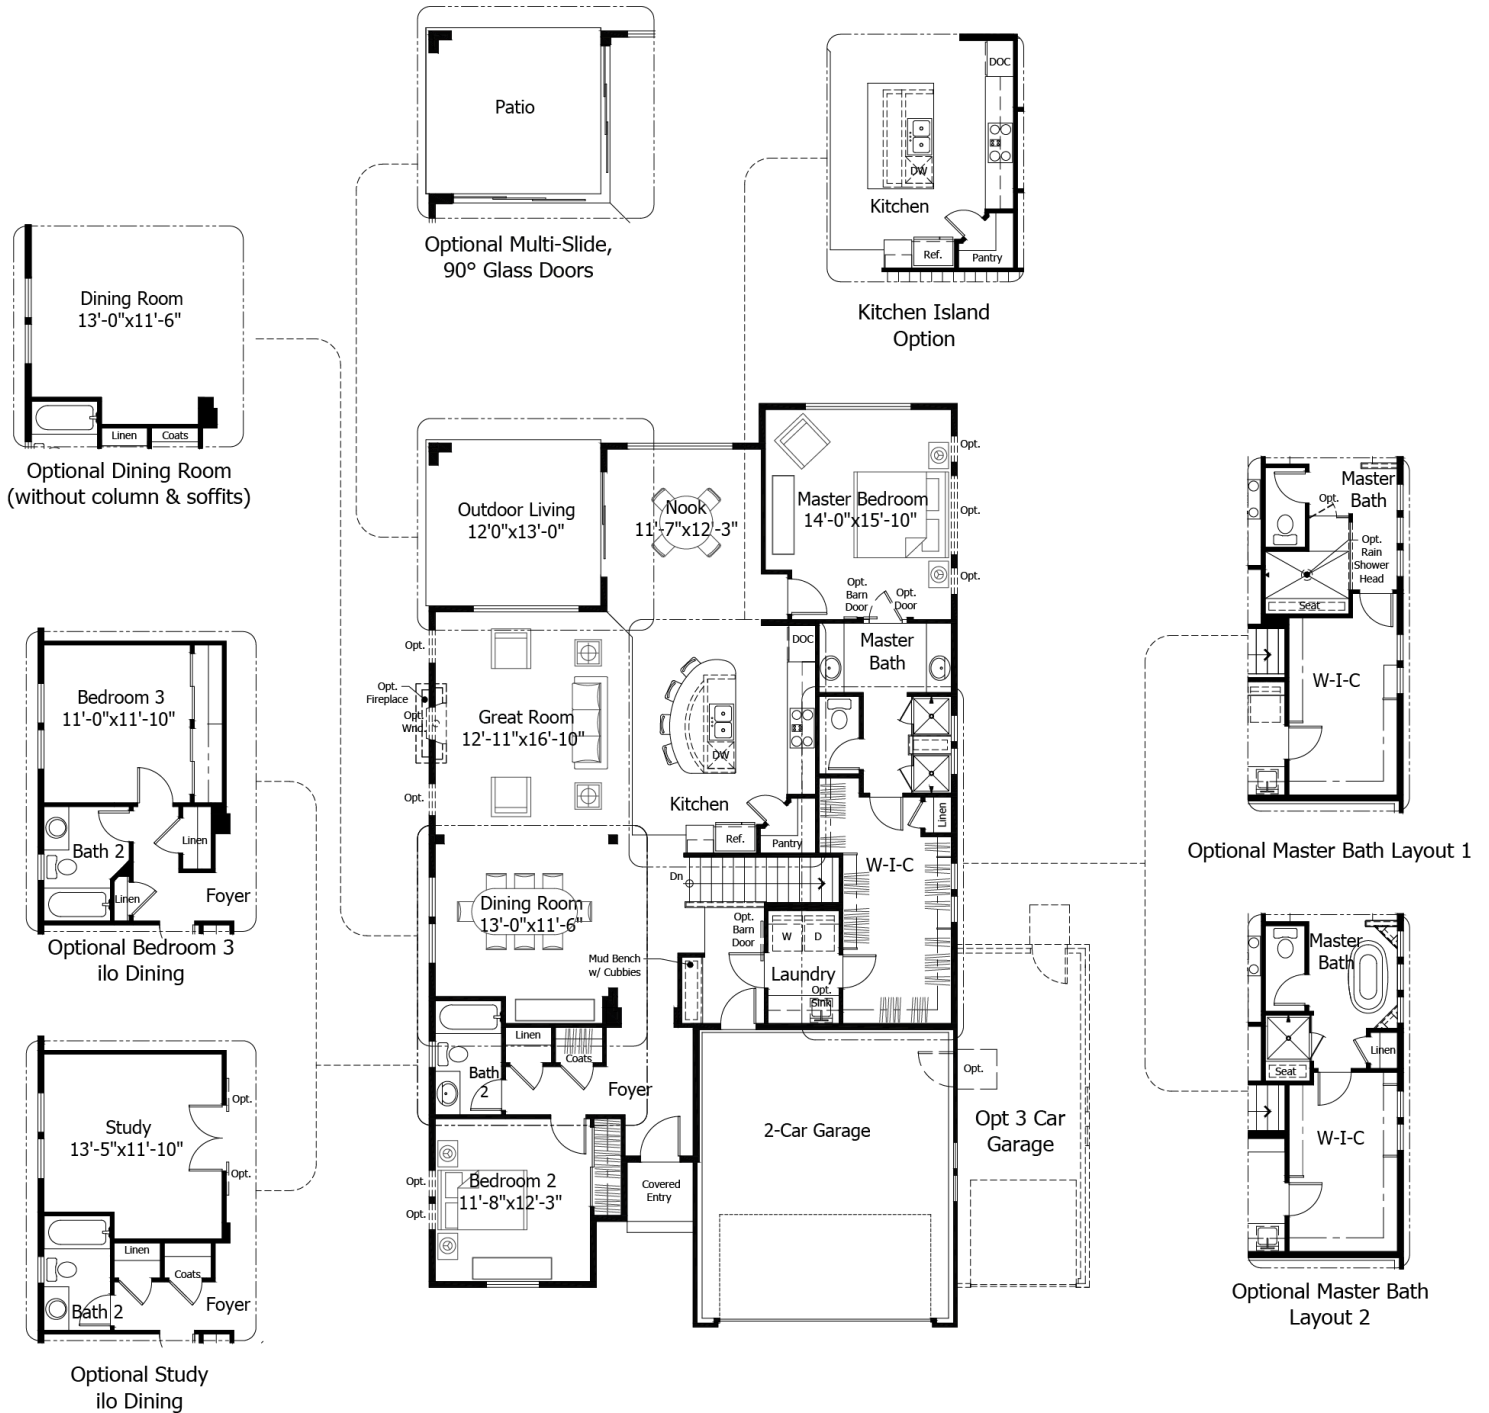 Patio
Optional Multi-Slide,
90° Glass Doors
DOC
DW
Kitchen
Ref.
Pantry
Kitchen Island
Option
Dining Room
13'-0"x11'-6"
Linen
Coats
Optional Dining Room
(without column & soffits)
Bedroom 3
11'-0"x11'-10"
Bath 2
Linen
Linen
Foyer
Optional Bedroom 3
ilo Dining
Study
13'-5"x11'-10"
Opt.
Opt.
Linen
Coats
Bath 2
Foyer
Optional Study
ilo Dining
Outdoor Living
12'0"x13'-0"
Nook
11'-7"x12'-3"
Master Bedroom
14'-0"x15'-10"
Opt.
Opt.
Opt.
Opt.
Barn
Door
Opt.
Door
Master
Bath
DOC
Opt.
Opt.
Fireplace
Opt.
Wnd.
Opt.
Great Room
12'-11"x16'-10"
DW
Kitchen
Ref.
Pantry
Linen
W-I-C
Dn
Dining Room
13'-0"x11'-6"
Opt.
Barn
Door
W
D
Mud Bench
w/ Cubbies
Laundry
Opt.
Sink
Linen
Coats
Bath
2
Foyer
Opt.
2-Car Garage
Opt 3 Car
Garage
Bedroom 2
11'-8"x12'-3"
Opt.
Opt.
Covered
Entry
Master
Bath
Opt.
Opt.
Rain
Shower
Head
Seat
W-I-C
Optional Master Bath Layout 1
Master
Bath
Linen
Seat
W-I-C
Optional Master Bath
Layout 2